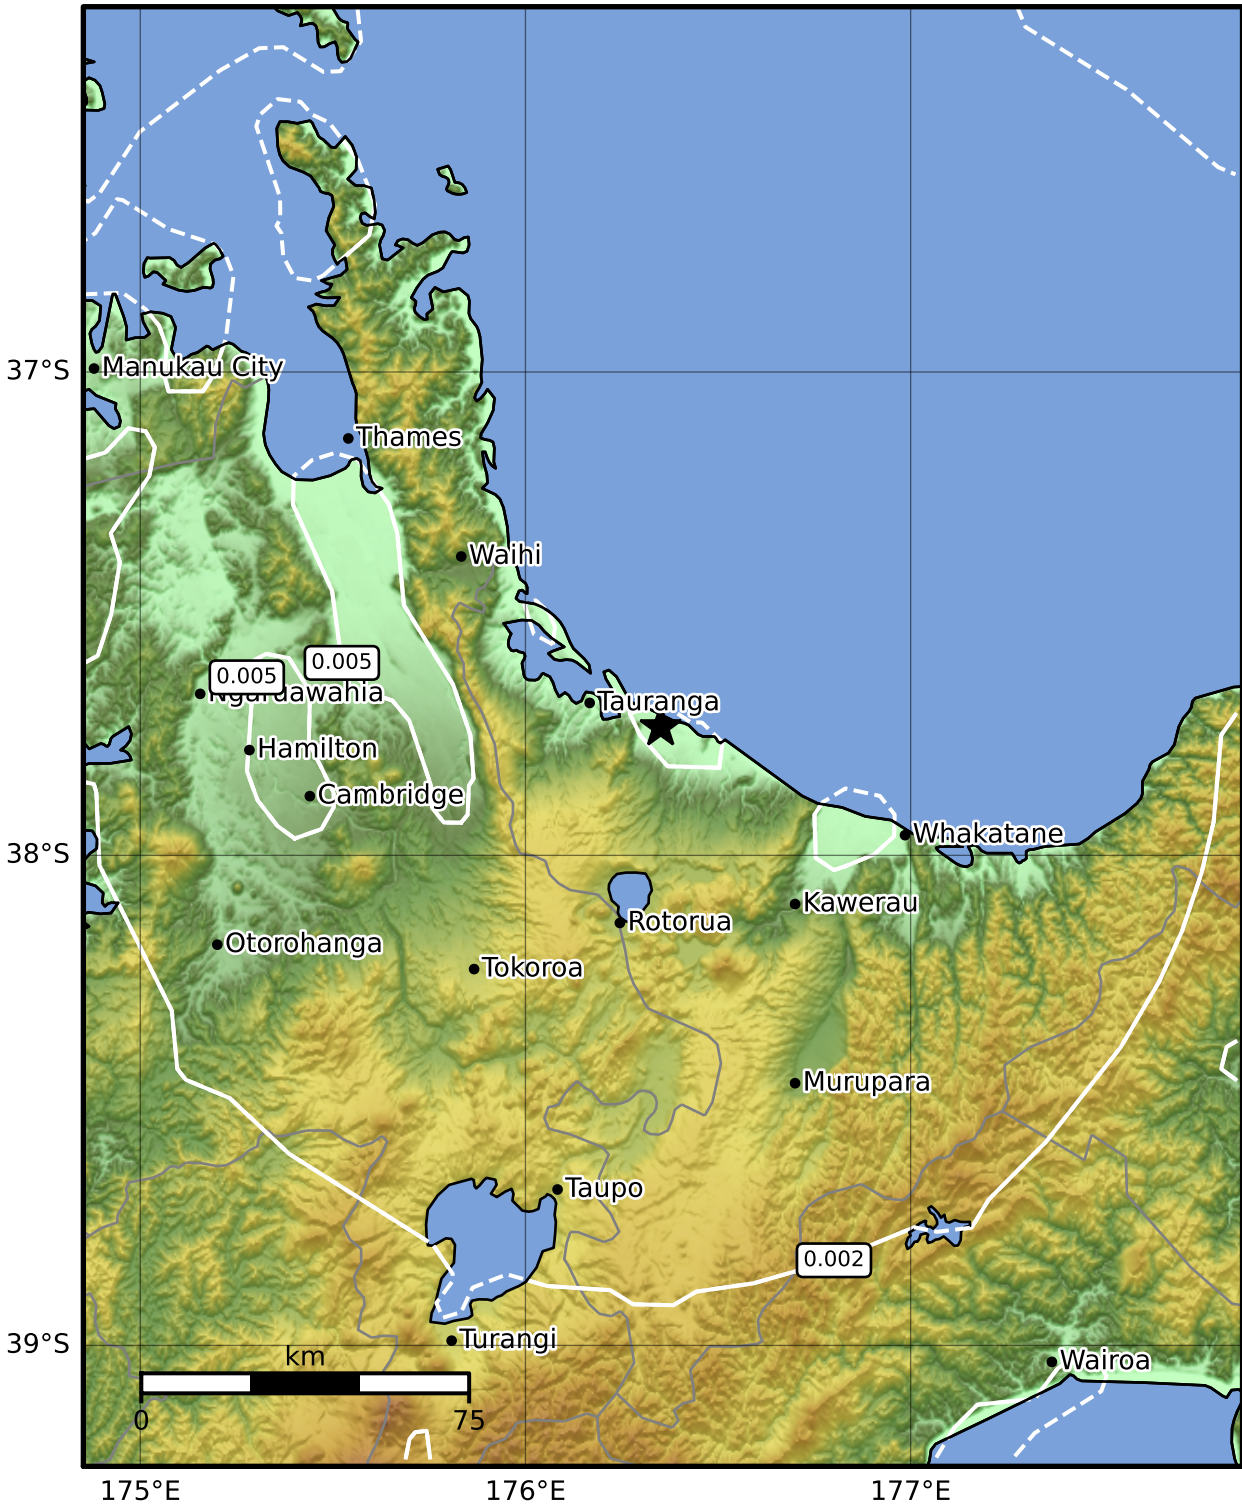 37°S
Manukau City
Thames
Waihi
0.005
0.005
Ngaruawahia
Tauranga
Hamilton
Cambridge
Whakatane
38°S
Kawerau
Rotorua
Otorohanga
Tokoroa
Murupara
Taupo
0.002
39°S
Turangi
Wairoa
km
0 75
175°E 176°E 177°E